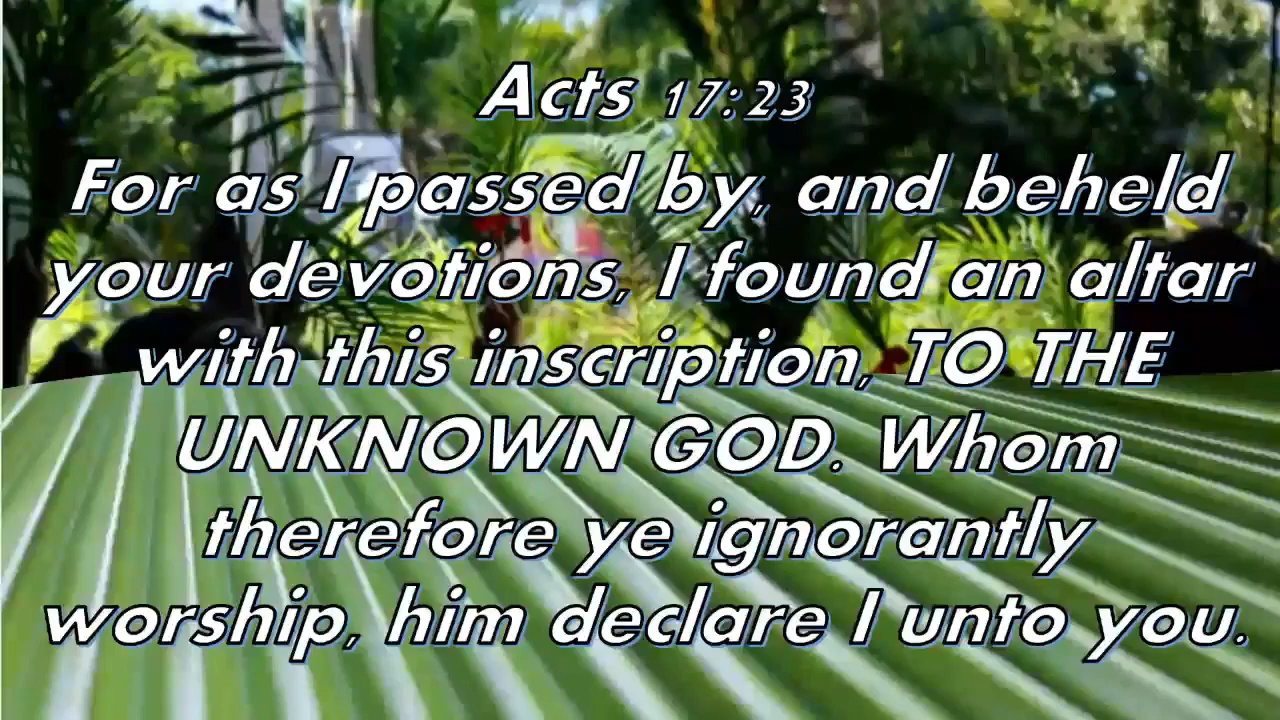 Acts 17:23
For as I passed by, and beheld
your devotions, I found an altar
with this inscription, TO THE
UNKNOWN GOD. Whom
therefore ye ignorantly
worship, him declare I unto you.